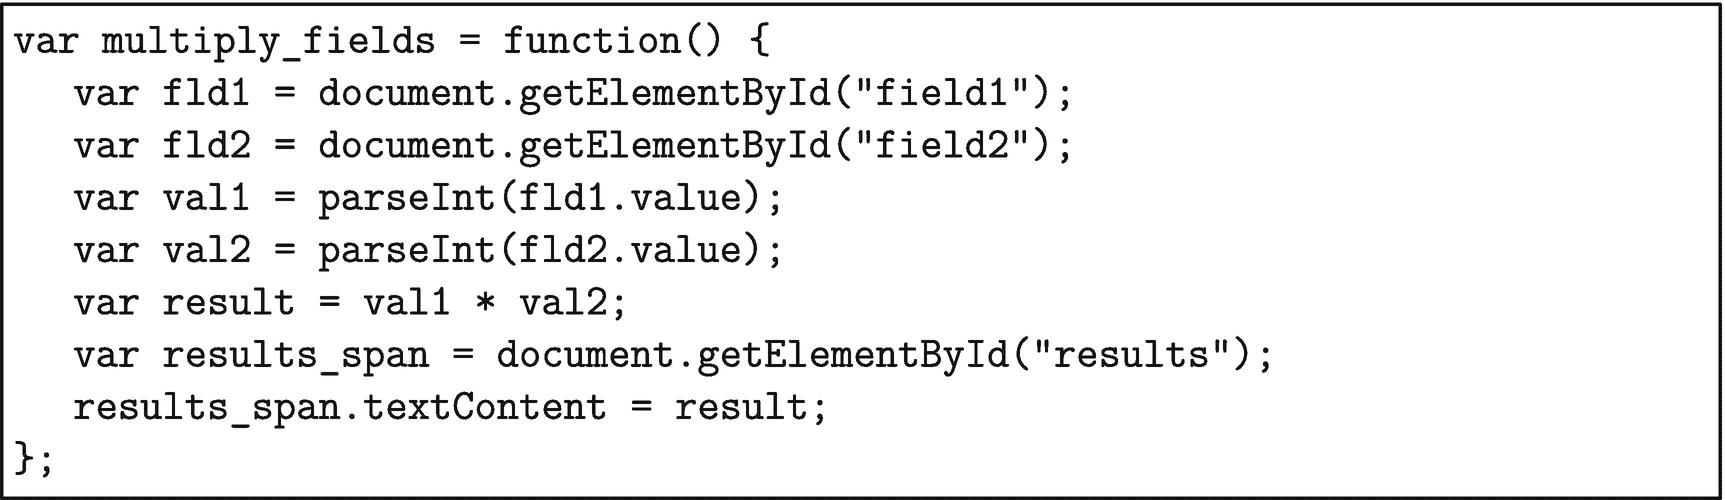 var multiply_fields = function() {
   var fld1 = document.getElementById("field1");
   var fld2 = document.getElementById("field2");
   var val1 = parseInt(fld1.value);
   var val2 = parseInt(fld2.value);
   var result = val1 * val2;
   var results_span = document.getElementById("results");
   results_span.textContent = result;
};